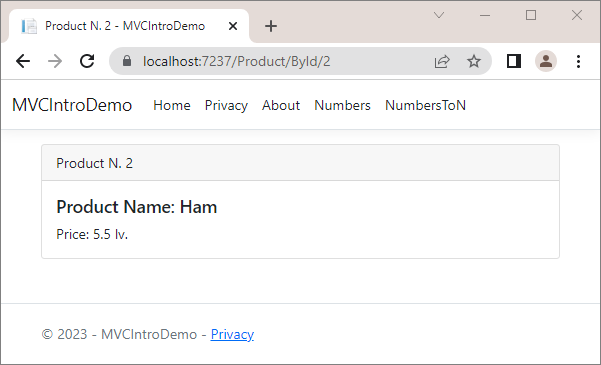 Product N. 2 - MVCIntroDemo
localhost:7237/Product/ById/2
MVCIntroDemo Home Privacy About Numbers NumbersToN
Product N. 2
Product Name: Ham
Price: 5.5 lv.
© 2023 - MVCIntroDemo - Privacy